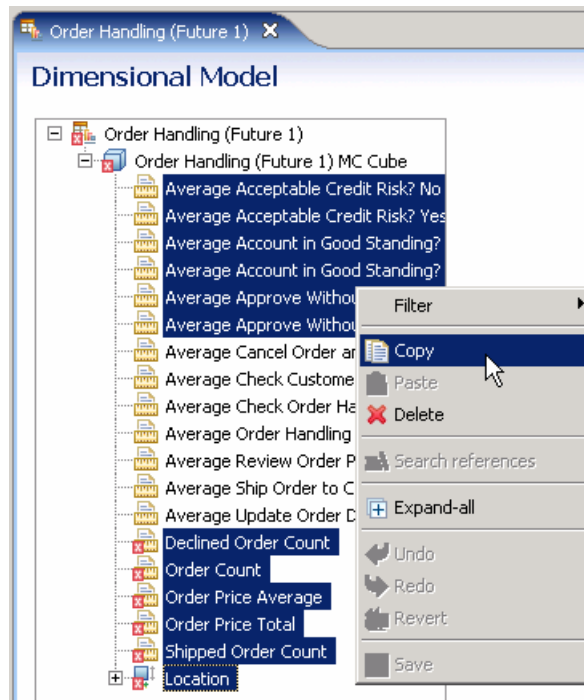 Order Handling (Future 1)
Dimensional Model
Order Handling (Future 1)
Order Handling (Future 1) MC Cube
Average Acceptable Credit Risk? No
Average Acceptable Credit Risk? Yes
Average Account in Good Standing?
Average Account in Good Standing?
Average Approve Withou
Average Approve Withou
Average Cancel Order an
Average Check Custome
Average Check Order Ha
Average Order Handling
Average Review Order P
Average Ship Order to C
Average Update Order D
Declined Order Count
Order Count
Order Price Average
Order Price Total
Shipped Order Count
Location
Filter
Copy
Paste
Delete
Search references
Expand-all
Undo
Redo
Revert
Save